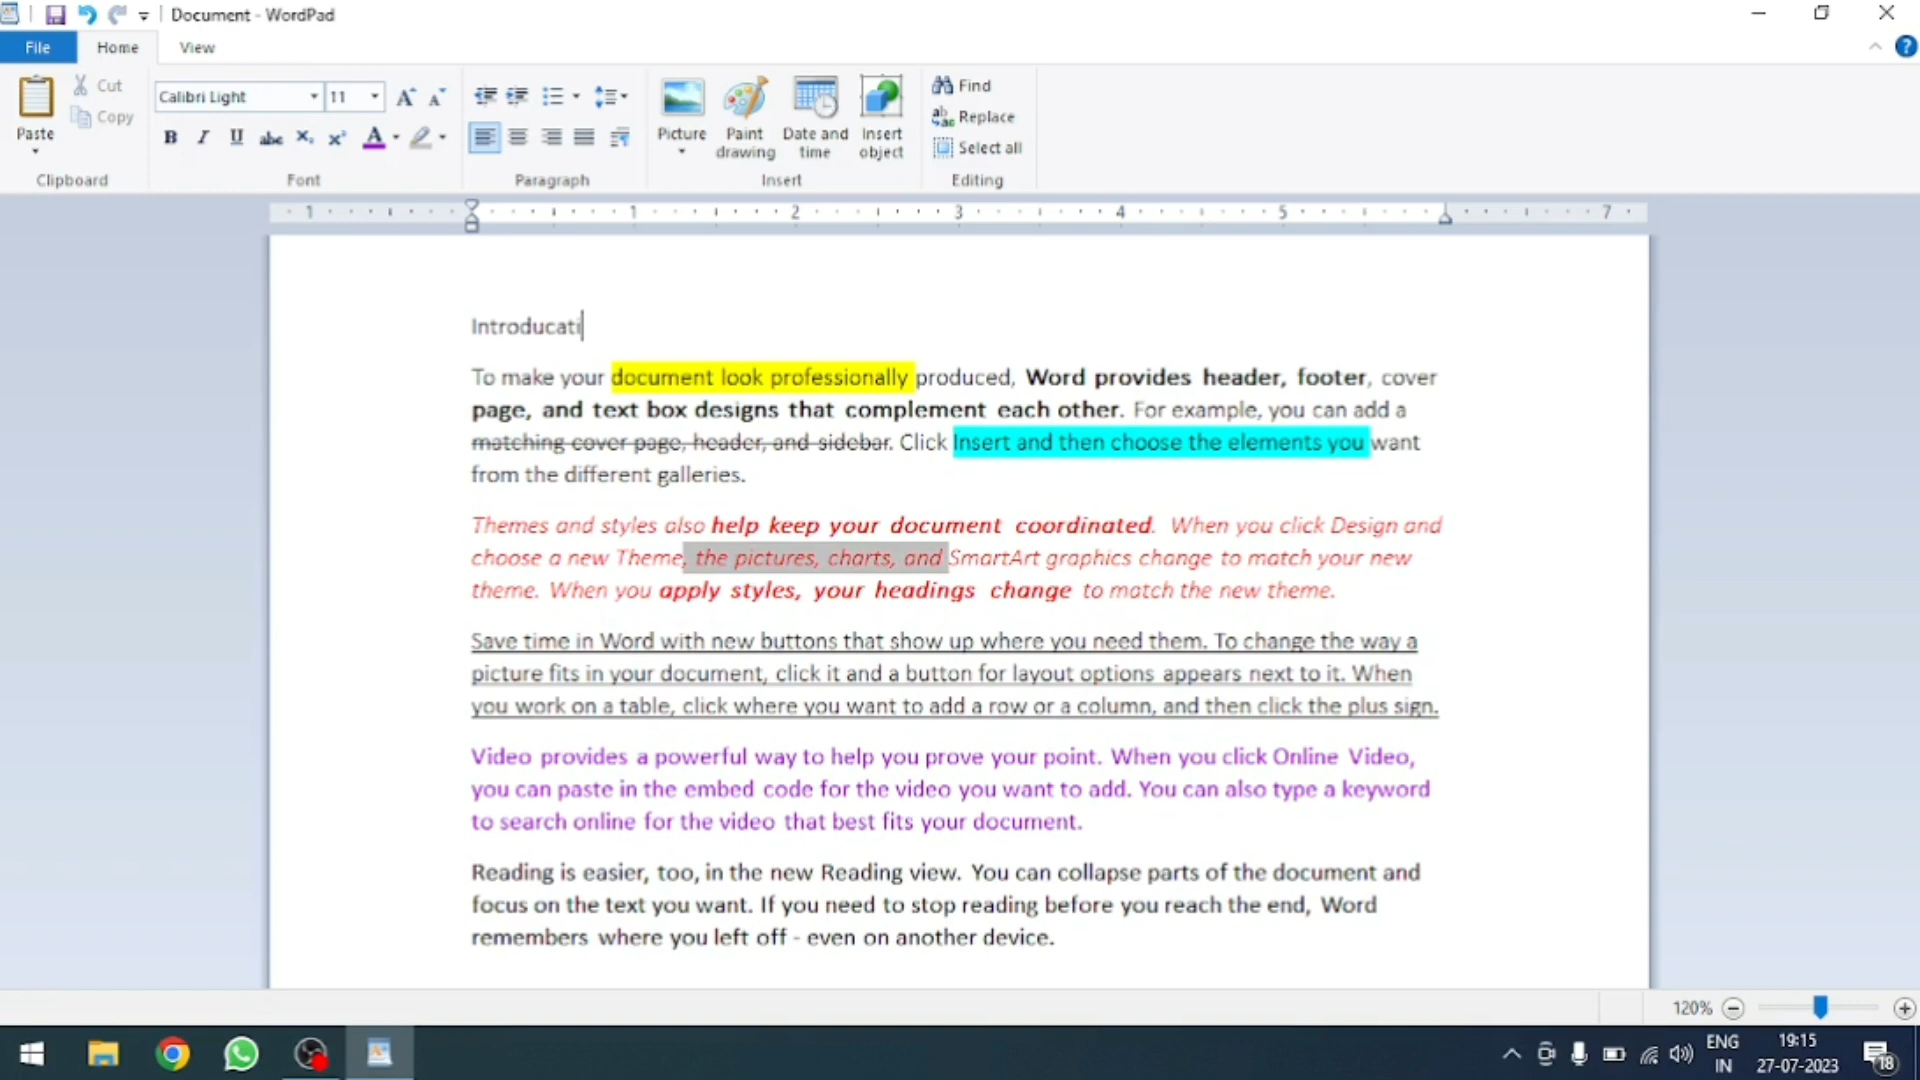 Document - WordPad
File Home View
Paste Cut Copy
Clipboard
Calibri Light 11
B I U abc X₂ X² A
Font
Paragraph
Picture Paint drawing Date and time Insert object
Insert
Find
Replace
Select all
Editing
1 1 2 3 4 5 7
Introducati
To make your document look professionally produced, Word provides header, footer, cover
page, and text box designs that complement each other. For example, you can add a
matching cover page, header, and sidebar. Click Insert and then choose the elements you want
from the different galleries.
Themes and styles also help keep your document coordinated. When you click Design and
choose a new Theme, the pictures, charts, and SmartArt graphics change to match your new
theme. When you apply styles, your headings change to match the new theme.
Save time in Word with new buttons that show up where you need them. To change the way a
picture fits in your document, click it and a button for layout options appears next to it. When
you work on a table, click where you want to add a row or a column, and then click the plus sign.
Video provides a powerful way to help you prove your point. When you click Online Video,
you can paste in the embed code for the video you want to add. You can also type a keyword
to search online for the video that best fits your document.
Reading is easier, too, in the new Reading view. You can collapse parts of the document and
focus on the text you want. If you need to stop reading before you reach the end, Word
remembers where you left off - even on another device.
120%
ENG
IN
19:15
27-07-2023
18